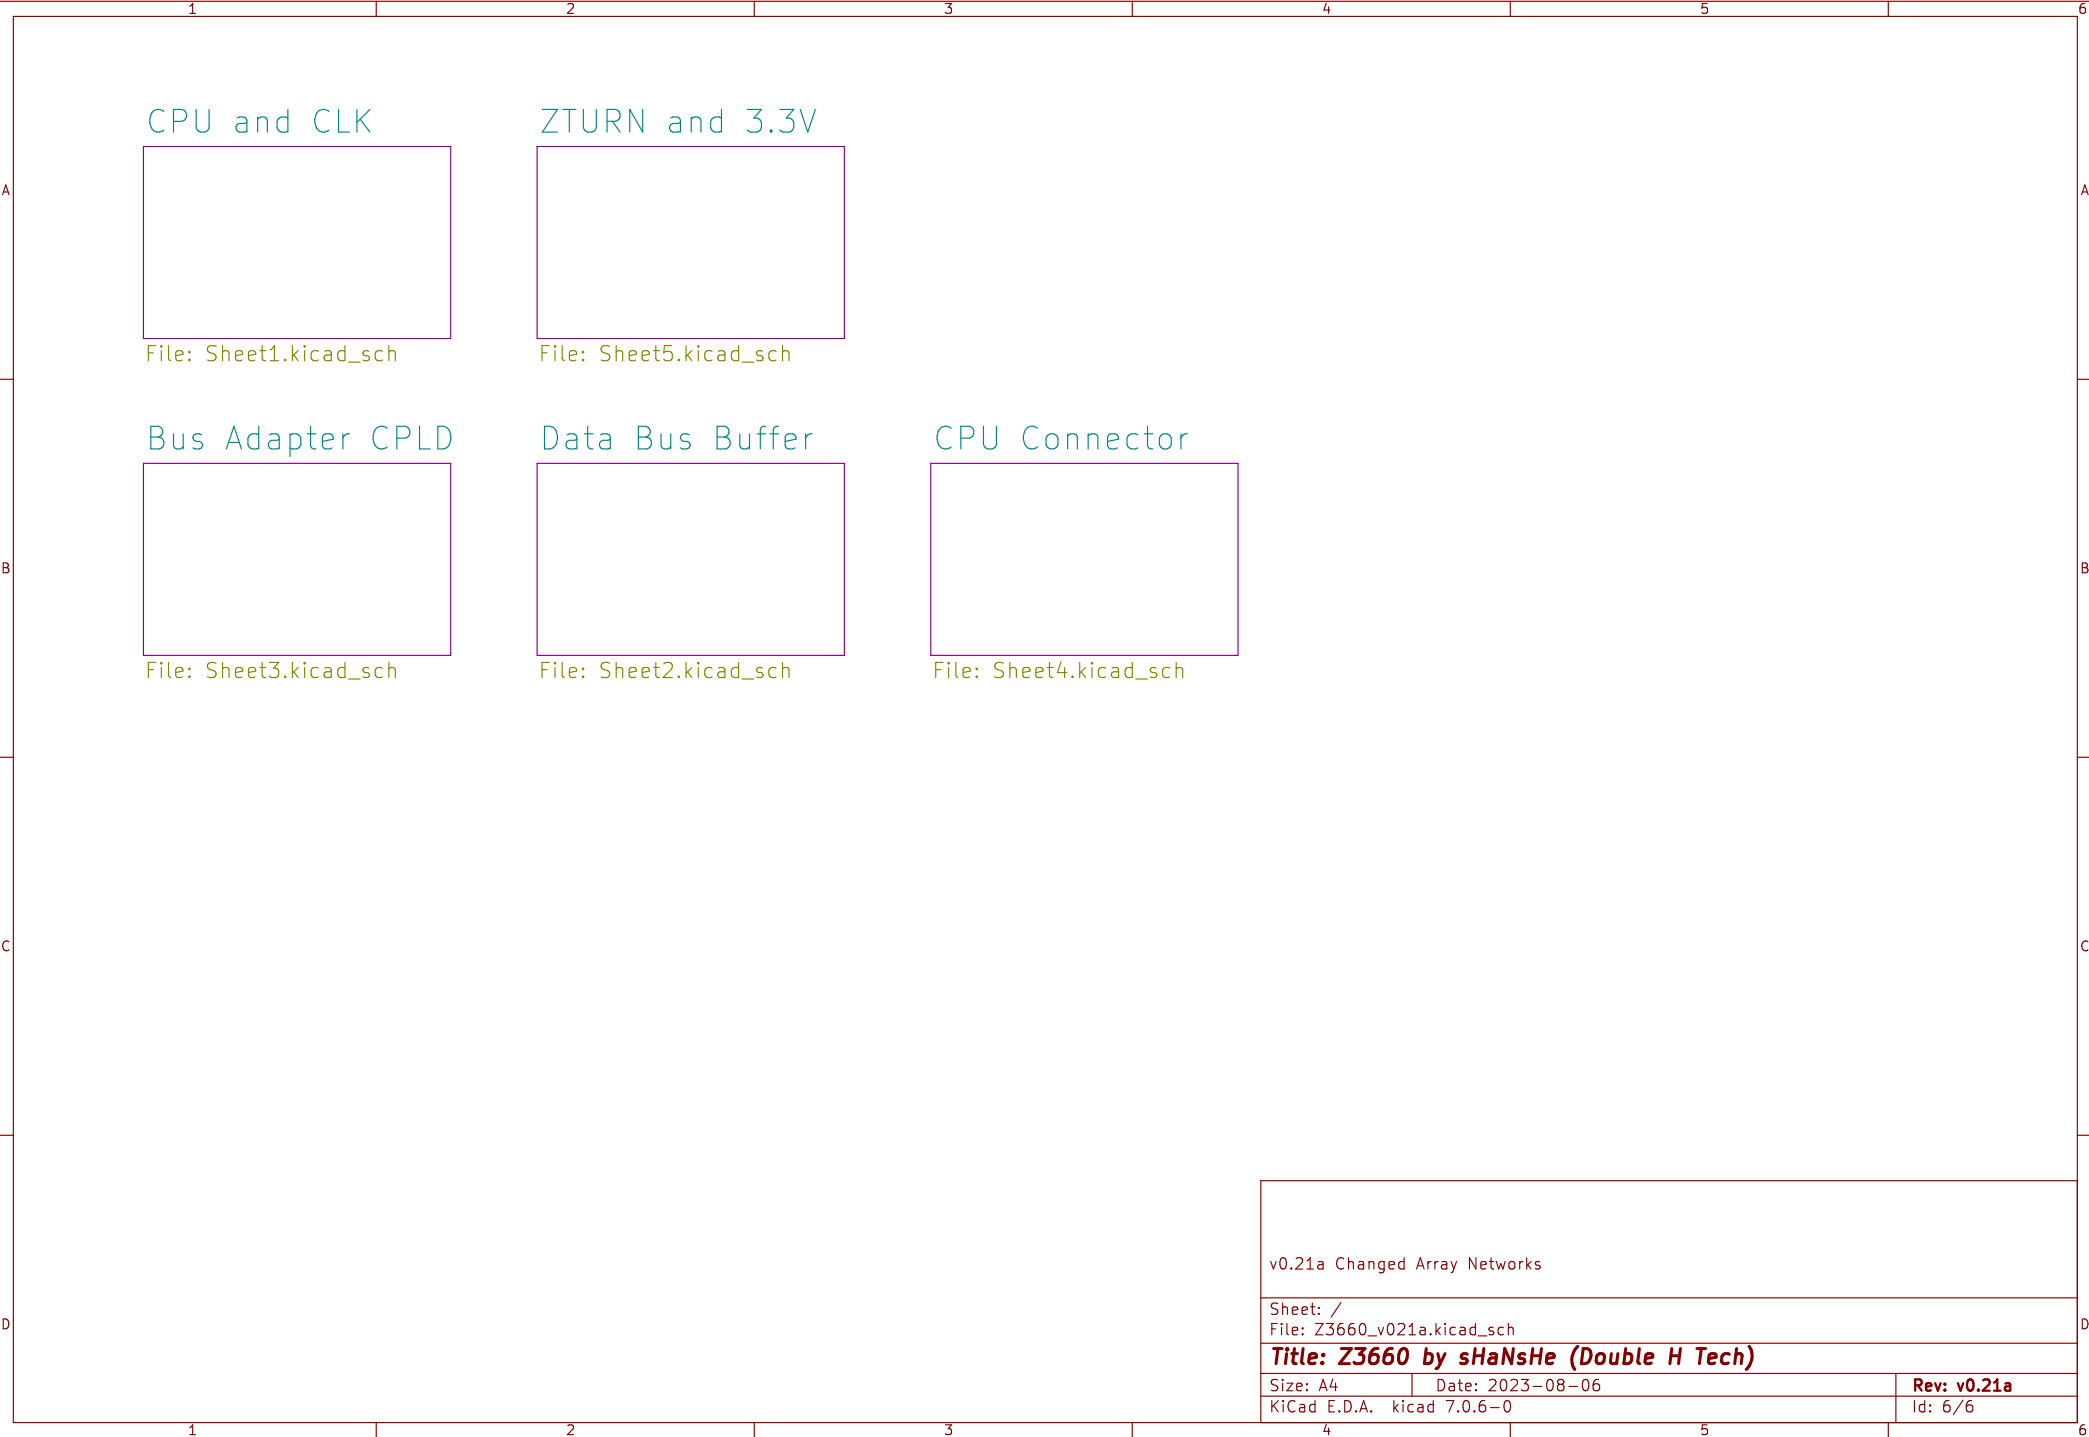 1 2 3 4 5 6
CPU and CLK
ZTURN and 3.3V
A A
File: Sheet1.kicad_sch
File: Sheet5.kicad_sch
Bus Adapter CPLD
Data Bus Buffer
CPU Connector
B B
File: Sheet3.kicad_sch
File: Sheet2.kicad_sch
File: Sheet4.kicad_sch
C C
v0.21a Changed Array Networks
Sheet: /
D D
File: Z3660_v021a.kicad_sch
Title: Z3660 by sHaNsHe (Double H Tech)
Size: A4 Date: 2023-08-06 Rev: v0.21a
KiCad E.D.A. kicad 7.0.6-0 Id: 6/6
1 2 3 4 5 6